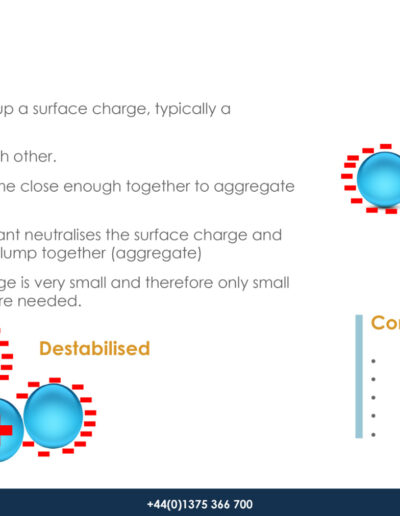 up a surface charge, typically a
h other.
me close enough together to aggregate
ant neutralises the surface charge and
lump together (aggregate)
ge is very small and therefore only small
re needed.
Destabilised
Co
+44(0)1375 366 700